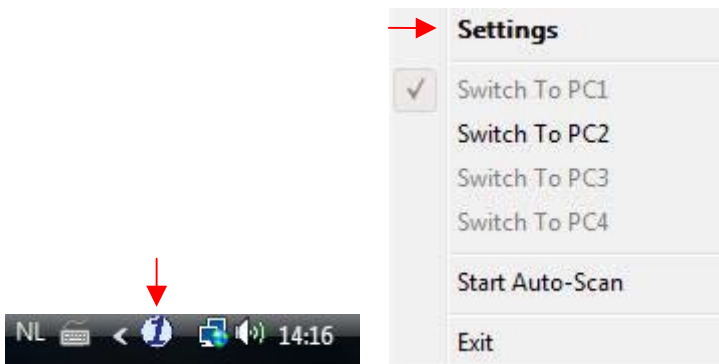 Settings
Switch To PC1
Switch To PC2
Switch To PC3
Switch To PC4
Start Auto-Scan
Exit
NL < 1 14:16